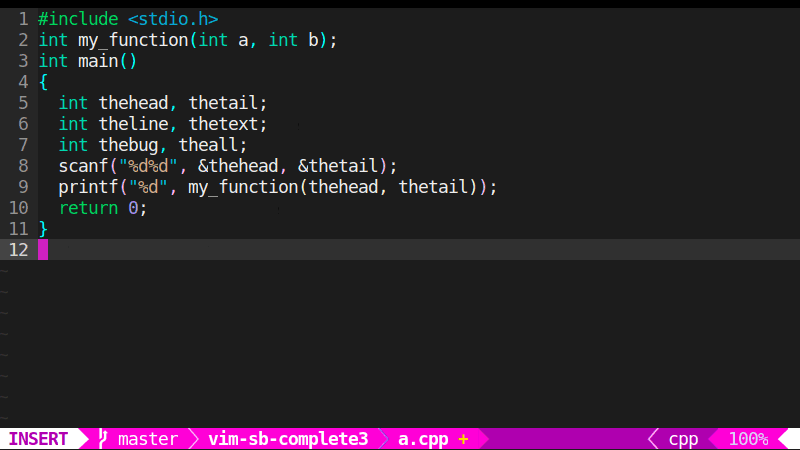 1 #include <stdio.h>
2 int my_function(int a, int b);
3 int main()
4 {
5   int thehead, thetail;
6   int theline, thetext;
7   int thebug, theall;
8   scanf("%d%d", &thehead, &thetail);
9   printf("%d", my_function(thehead, thetail));
10   return 0;
11 }
12
~
~
~
~
~
~
~
~
INSERT master vim-sb-complete3 a.cpp + cpp 100%